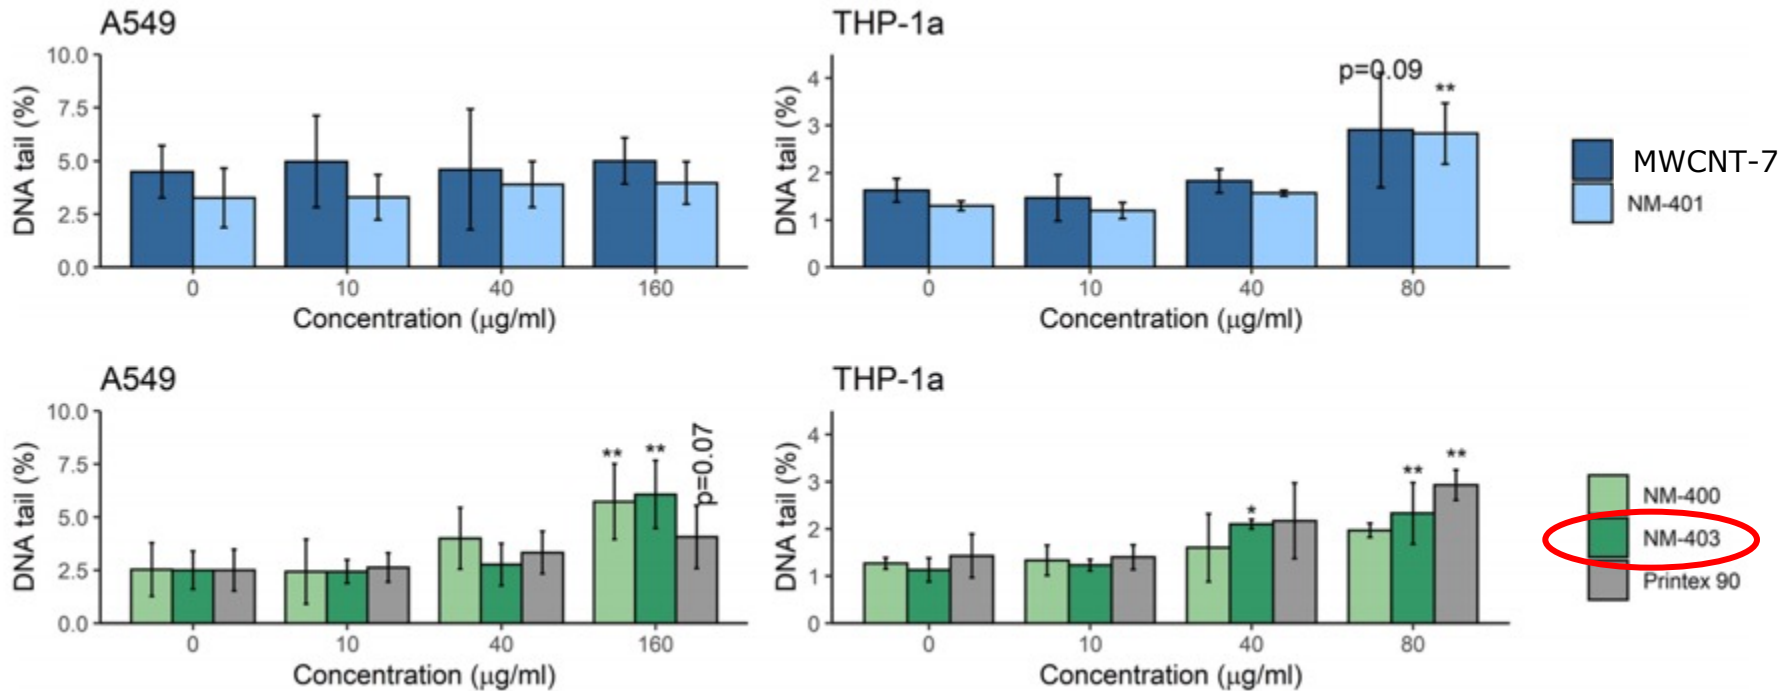 A549
DNA tail (%)
10.0
7.5
5.0
2.5
0.0
0 10 40 160
Concentration (μg/ml)
THP-1a
DNA tail (%)
4
3
2
1
0
p=0.09
**
0 10 40 80
Concentration (μg/ml)
MWCNT-7
NM-401
A549
DNA tail (%)
10.0
7.5
5.0
2.5
0.0
** **
p=0.07
0 10 40 160
Concentration (μg/ml)
THP-1a
DNA tail (%)
4
3
2
1
0
*
** **
0 10 40 80
Concentration (μg/ml)
NM-400
NM-403
Printex 90